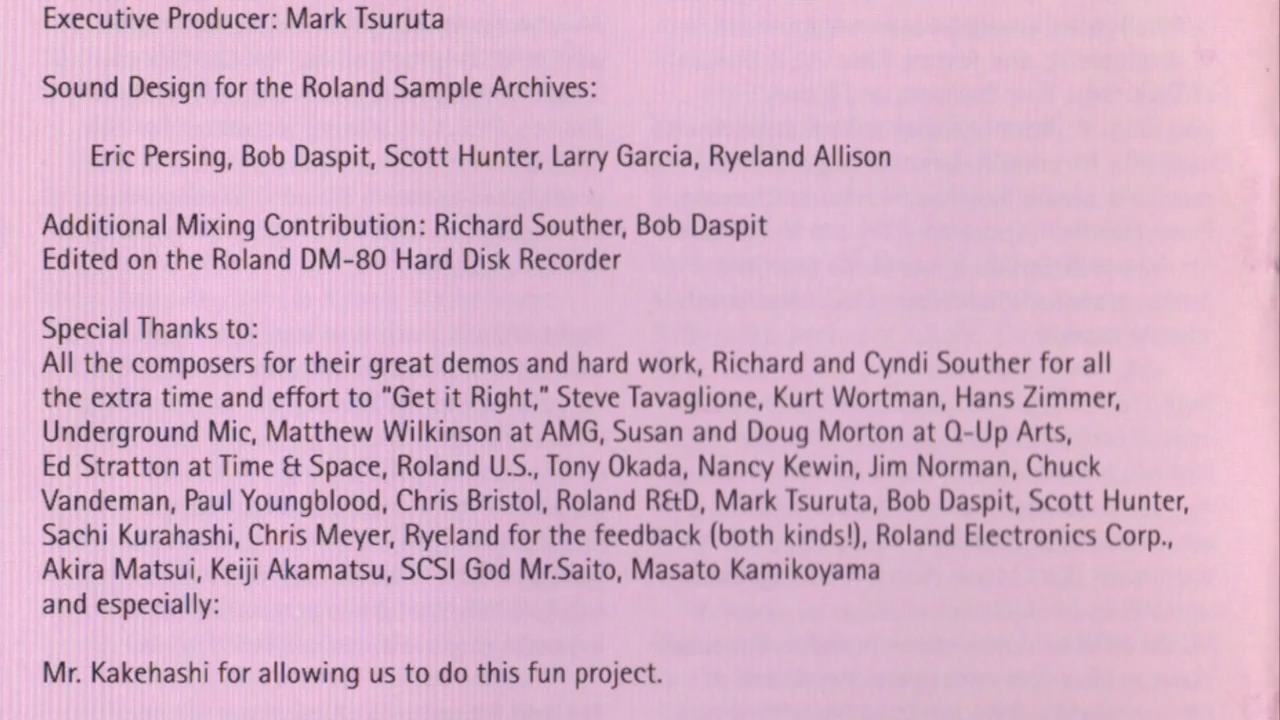 Executive Producer: Mark Tsuruta
Sound Design for the Roland Sample Archives:
Eric Persing, Bob Daspit, Scott Hunter, Larry Garcia, Ryeland Allison
Additional Mixing Contribution: Richard Souther, Bob Daspit
Edited on the Roland DM-80 Hard Disk Recorder
Special Thanks to:
All the composers for their great demos and hard work, Richard and Cyndi Souther for all
the extra time and effort to "Get it Right," Steve Tavaglione, Kurt Wortman, Hans Zimmer,
Underground Mic, Matthew Wilkinson at AMG, Susan and Doug Morton at Q-Up Arts,
Ed Stratton at Time & Space, Roland U.S., Tony Okada, Nancy Kewin, Jim Norman, Chuck
Vandeman, Paul Youngblood, Chris Bristol, Roland R&D, Mark Tsuruta, Bob Daspit, Scott Hunter,
Sachi Kurahashi, Chris Meyer, Ryeland for the feedback (both kinds!), Roland Electronics Corp.,
Akira Matsui, Keiji Akamatsu, SCSI God Mr.Saito, Masato Kamikoyama
and especially:
Mr. Kakehashi for allowing us to do this fun project.